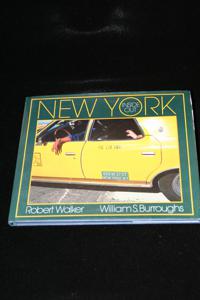 NEW YORK
INSIDE
OUT
Robert Walker William S. Burroughs